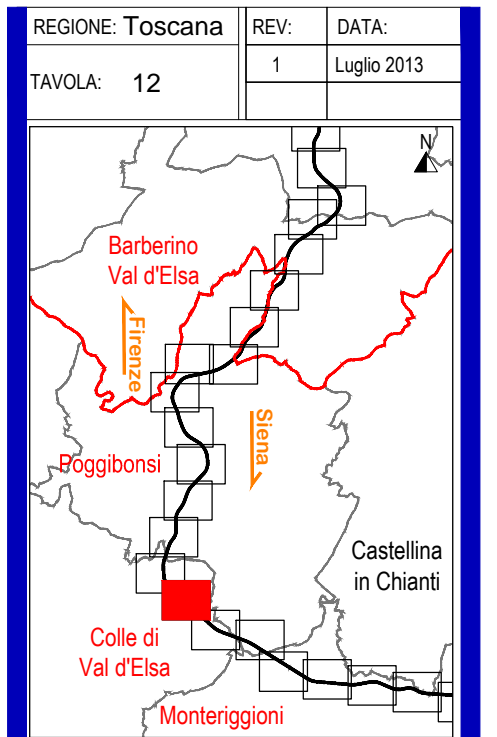 REGIONE: Toscana
REV:
DATA:
TAVOLA: 12
1
Luglio 2013
N
Barberino
Val d'Elsa
Firenze
Siena
Poggibonsi
Castellina
in Chianti
Colle di
Val d'Elsa
Monteriggioni